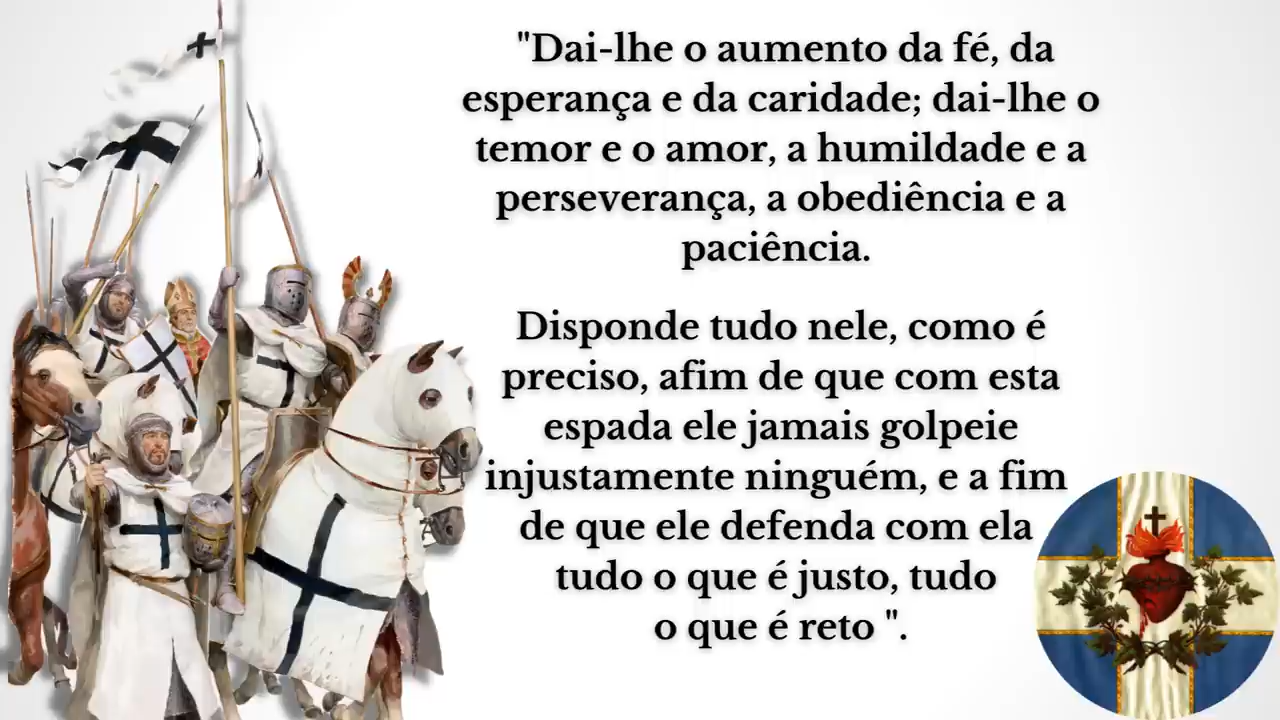 "Dai-lhe o aumento da fé, da
esperança e da caridade; dai-lhe o
temor e o amor, a humildade e a
perseverança, a obediência e a
paciência.
Disponde tudo nele, como é
preciso, afim de que com esta
espada ele jamais golpeie
injustamente ninguém, e a fim
de que ele defenda com ela
tudo o que é justo, tudo
o que é reto ".